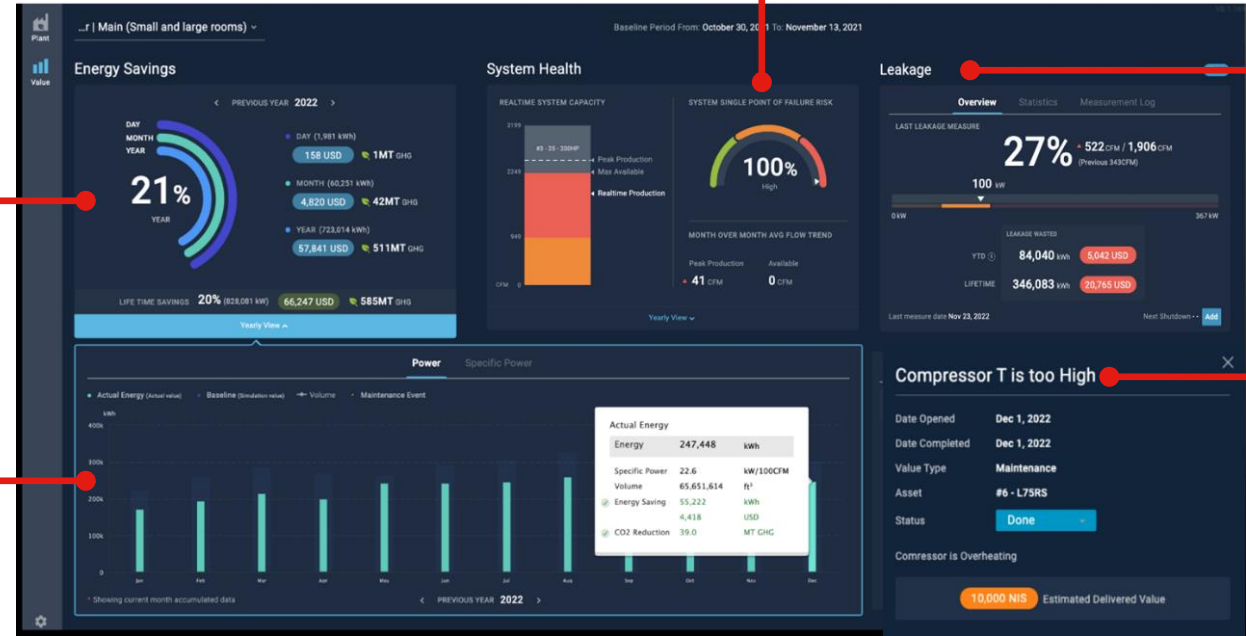 Plant
Value
...r | Main (Small and large rooms)
Baseline Period From: October 30, 2021 To: November 13, 2021
Energy Savings
PREVIOUS YEAR 2022
DAY
MONTH
YEAR
21%
YEAR
DAY (1,981 kWh)
158 USD 1MT GHG
MONTH (60,251 kWh)
4,820 USD 42MT GHG
YEAR (723,014 kWh)
57,841 USD 511MT GHG
LIFE TIME SAVINGS 20% (828,081 kW) 66,247 USD 585MT GHG
Yearly View
System Health
REALTIME SYSTEM CAPACITY
2249
949
CFM 0
#3 - 35 - 300HP
Peak Production
Max Available
Realtime Production
SYSTEM SINGLE POINT OF FAILURE RISK
100%
High
MONTH OVER MONTH AVG FLOW TREND
Peak Production Available
41 CFM 0 CFM
Yearly View
Leakage
Overview Statistics Measurement Log
LAST LEAKAGE MEASURE
27% 522 CFM / 1,906 CFM
(Previous 343CFM)
100 kW
0 kW 367 kW
LEAKAGE WASTED
YTD 84,040 kWh 5,042 USD
LIFETIME 346,083 kWh 20,765 USD
Last measure date Nov 23, 2022 Next Shutdown - - Add
Power Specific Power
Actual Energy (Actual value) Baseline (Simulation value) Volume Maintenance Event
kWh
400k
300k
200k
100k
0
Jan Feb Mar Apr May Jun Jul Aug Sep Oct Nov Dec
* Showing current month accumulated data
PREVIOUS YEAR 2022
Actual Energy
Energy 247,448 kWh
Specific Power 22.6 kW/100CFM
Volume 65,651,614 ft³
Energy Saving 55,222 kWh
4,418 USD
CO2 Reduction 39.0 MT GHG
Compressor T is too High
Date Opened Dec 1, 2022
Date Completed Dec 1, 2022
Value Type Maintenance
Asset #6 - L75RS
Status Done
Comressor is Overheating
10,000 NIS Estimated Delivered Value